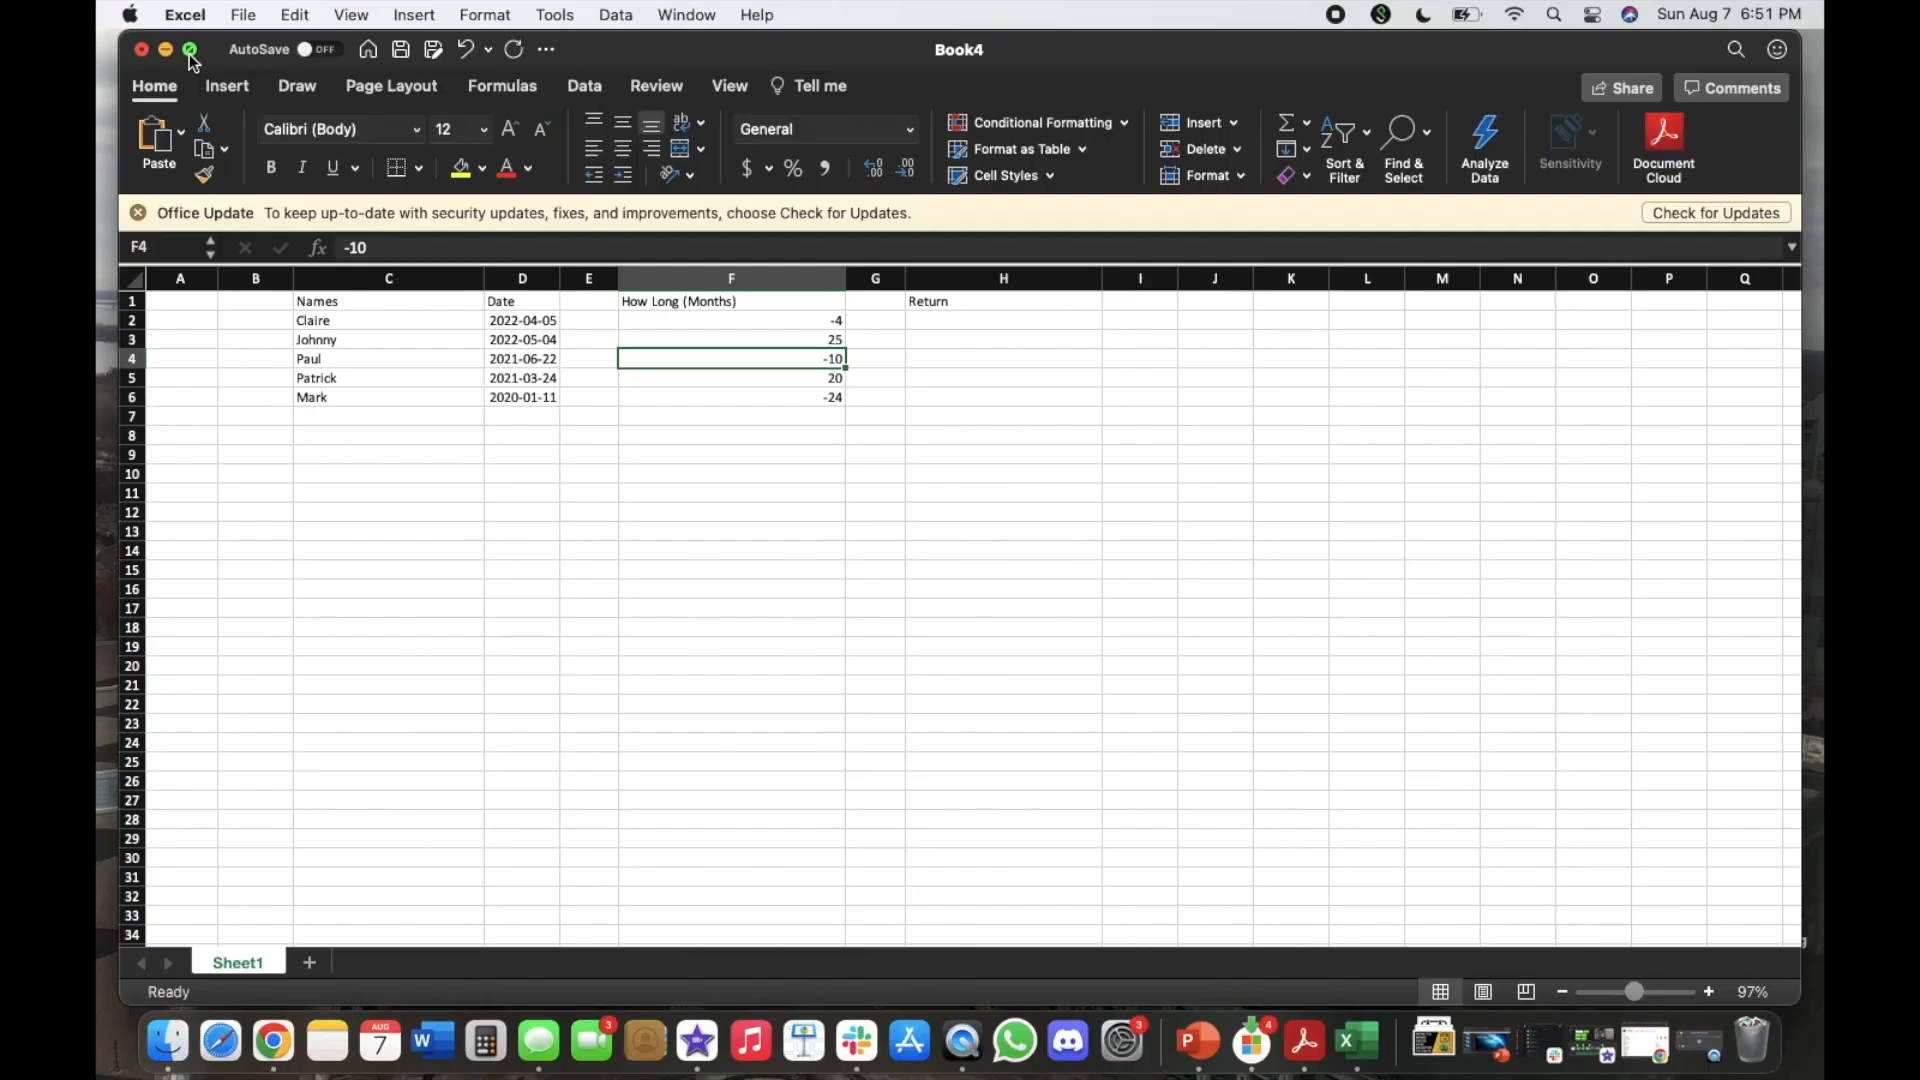 Excel File Edit View Insert Format Tools Data Window Help Sun Aug 7 6:51 PM
AutoSave OFF Book4
Home Insert Draw Page Layout Formulas Data Review View Tell me Share Comments
Paste Calibri (Body) 12 General Conditional Formatting Format as Table Cell Styles Insert Delete Format Sort & Filter Find & Select Analyze Data Sensitivity Document Cloud
Office Update To keep up-to-date with security updates, fixes, and improvements, choose Check for Updates. Check for Updates
F4 fx -10
A B C D E F G H I J K L M N O P Q
1 Names Date How Long (Months) Return
2 Claire 2022-04-05 -4
3 Johnny 2022-05-04 25
4 Paul 2021-06-22 -10
5 Patrick 2021-03-24 20
6 Mark 2020-01-11 -24
7
8
9
10
11
12
13
14
15
16
17
18
19
20
21
22
23
24
25
26
27
28
29
30
31
32
33
34
Sheet1 +
Ready 97%
AUG 7 3 3 4